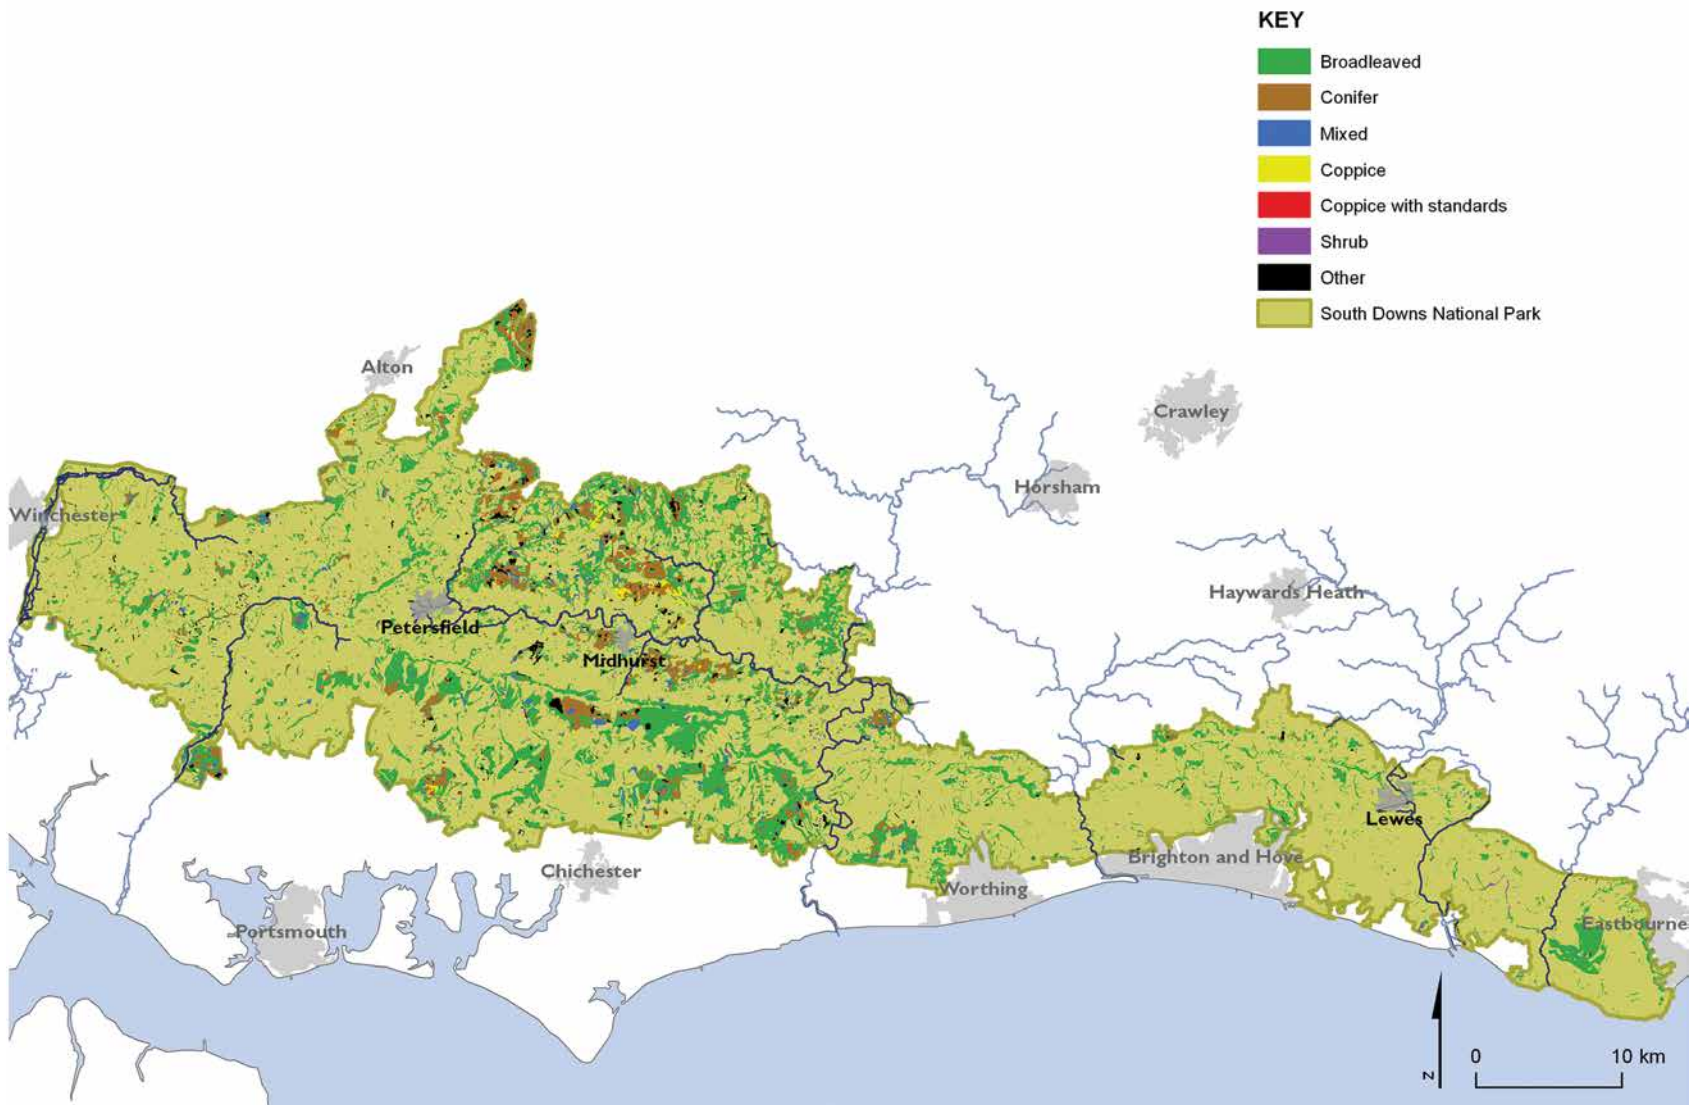 KEY
Broadleaved
Conifer
Mixed
Coppice
Coppice with standards
Shrub
Other
South Downs National Park
Alton
Crawley
Horsham
Winchester
Haywards Heath
Petersfield
Midhurst
Lewes
Brighton and Hove
Chichester
Worthing
Portsmouth
Eastbourne
N
0 10 km